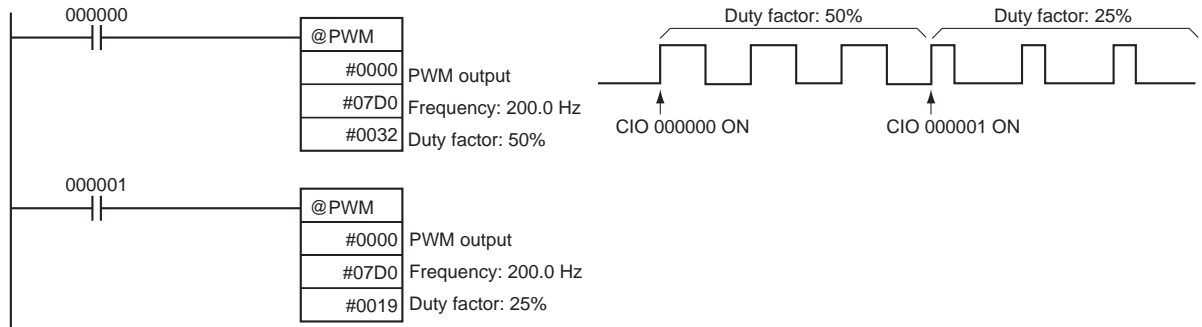 000000
@PWM
#0000 PWM output
#07D0 Frequency: 200.0 Hz
#0032 Duty factor: 50%
000001
@PWM
#0000 PWM output
#07D0 Frequency: 200.0 Hz
#0019 Duty factor: 25%
Duty factor: 50% Duty factor: 25%
CIO 000000 ON CIO 000001 ON